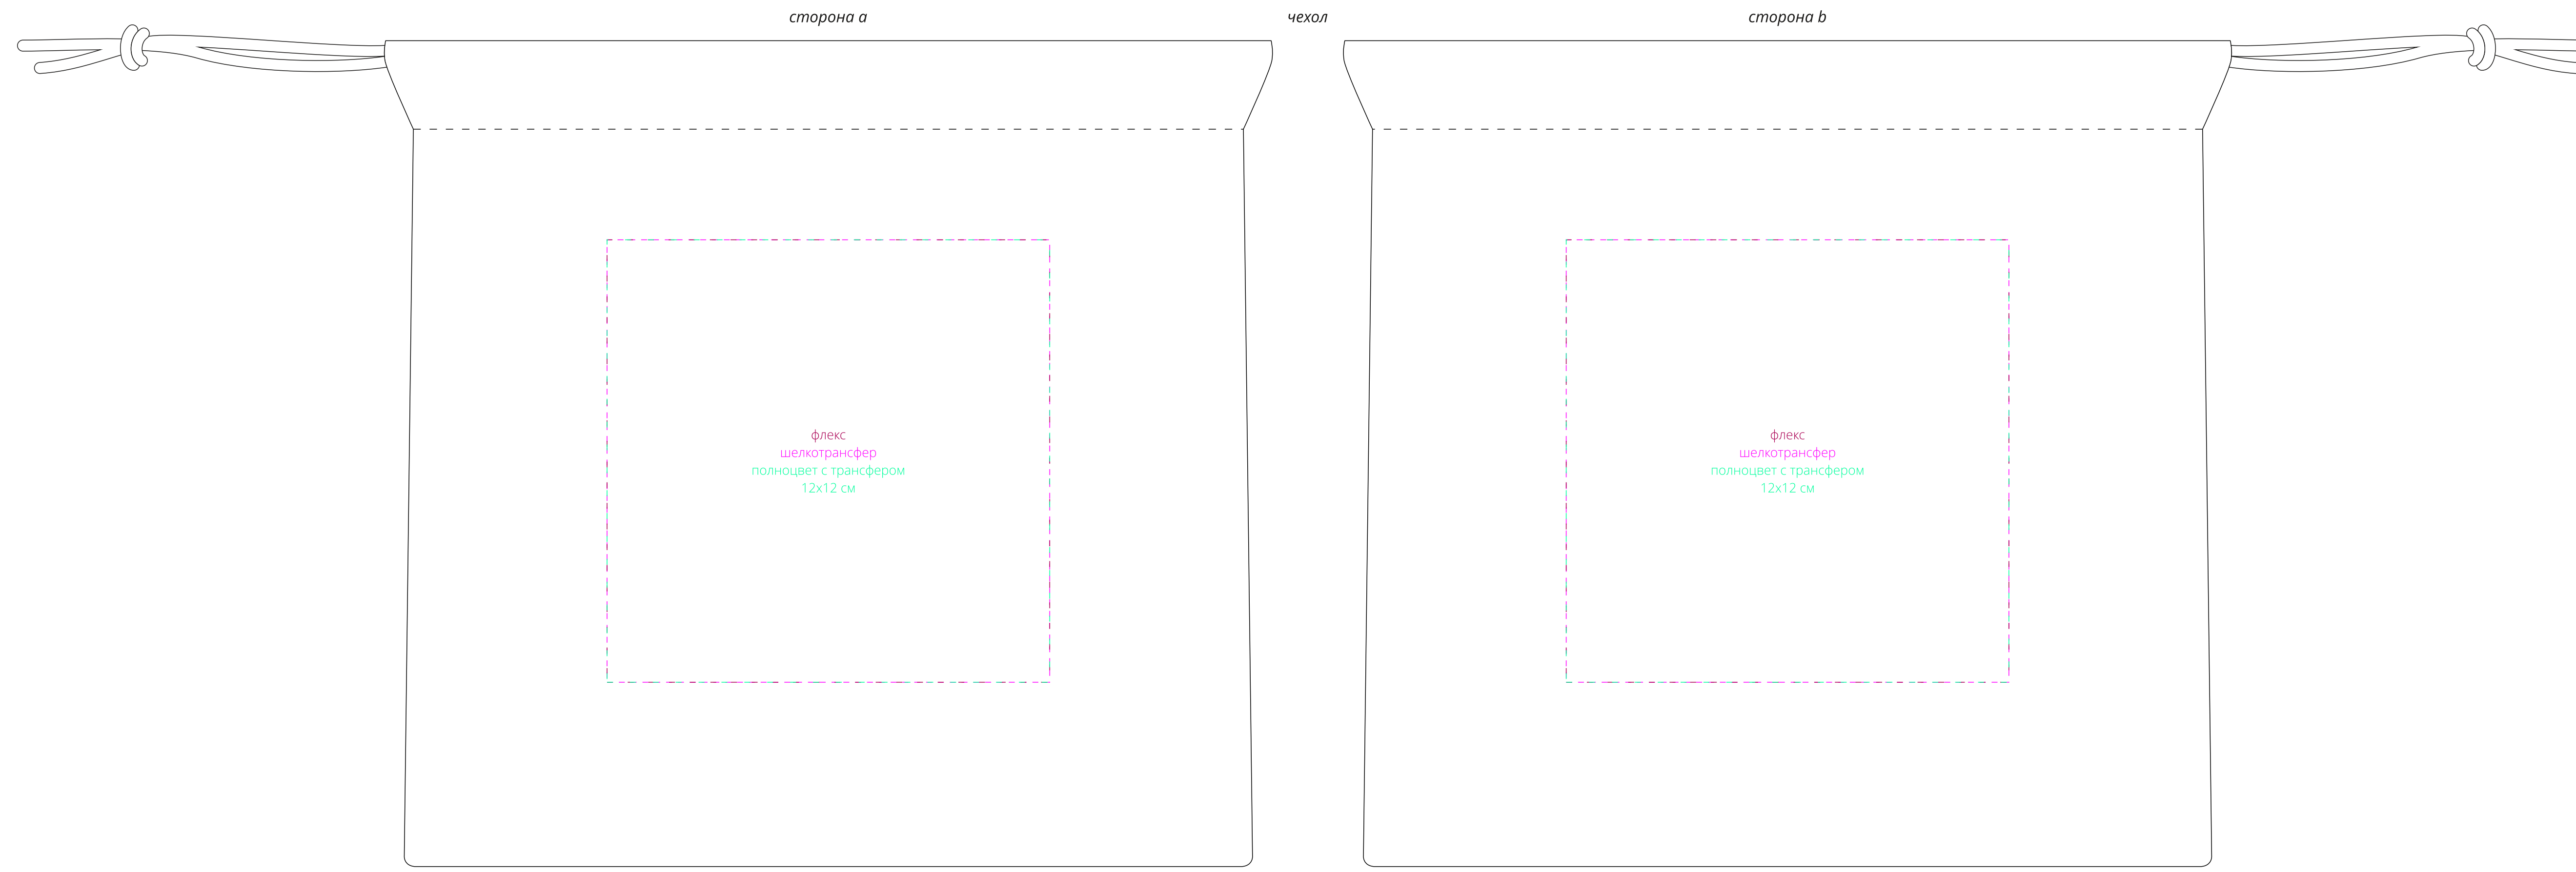 сторона a
чехол
сторона b
флекс
шелкотрансфер
полноцвет с трансфером
12x12 см
флекс
шелкотрансфер
полноцвет с трансфером
12x12 см